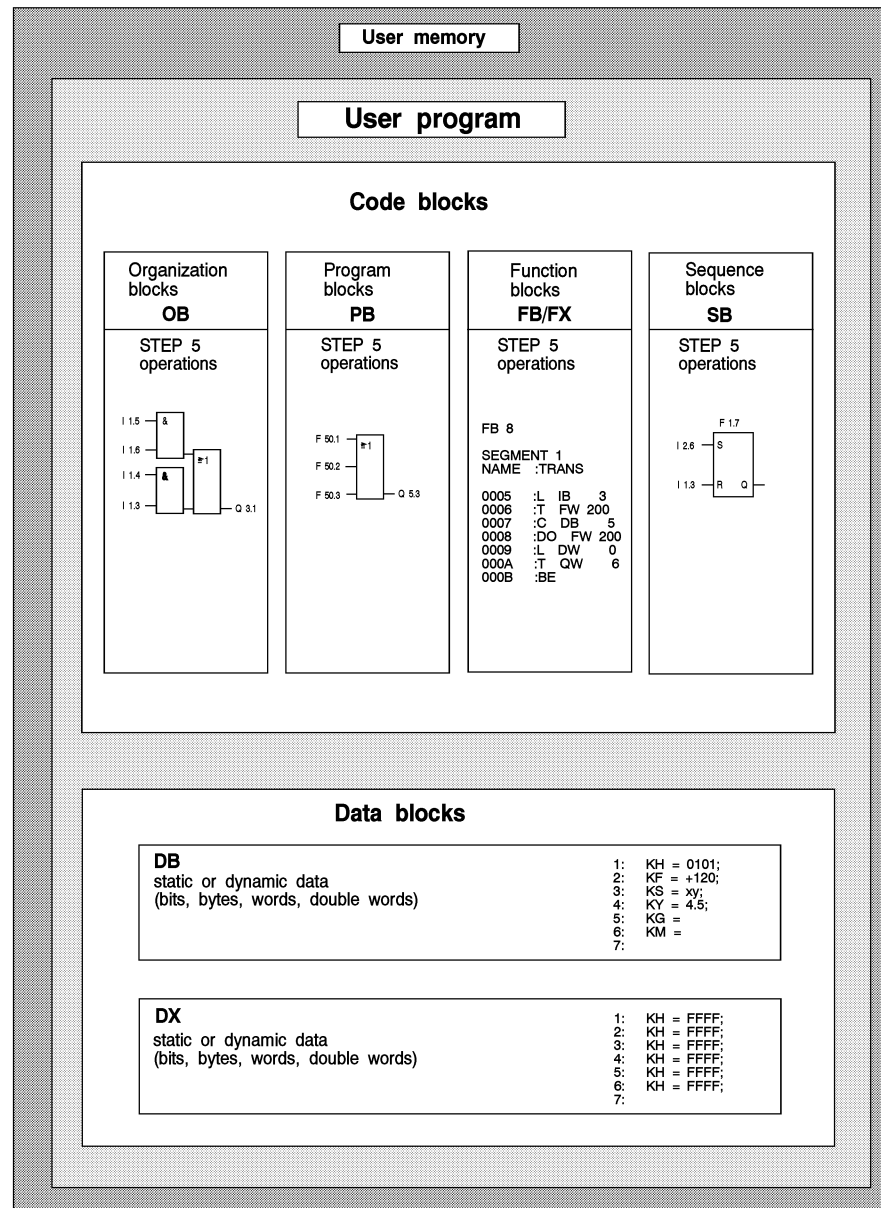 User memory
User program
Code blocks
Organization
blocks
OB
STEP 5
operations
I 1.5
&
I 1.6
≥1
I 1.4
&
I 1.3
Q 3.1
Program
blocks
PB
STEP 5
operations
F 50.1
≥1
F 50.2
F 50.3
Q 5.3
Function
blocks
FB/FX
STEP 5
operations
FB 8
SEGMENT 1
NAME :TRANS
0005 :L IB 3
0006 :T FW 200
0007 :C DB 5
0008 :DO FW 200
0009 :L DW 0
000A :T QW 6
000B :BE
Sequence
blocks
SB
STEP 5
operations
F 1.7
I 2.6 S
I 1.3 R Q
Data blocks
DB
static or dynamic data
(bits, bytes, words, double words)
1: KH = 0101;
2: KF = +120;
3: KS = xy;
4: KY = 4.5;
5: KG =
6: KM =
7:
DX
static or dynamic data
(bits, bytes, words, double words)
1: KH = FFFF;
2: KH = FFFF;
3: KH = FFFF;
4: KH = FFFF;
5: KH = FFFF;
6: KH = FFFF;
7: